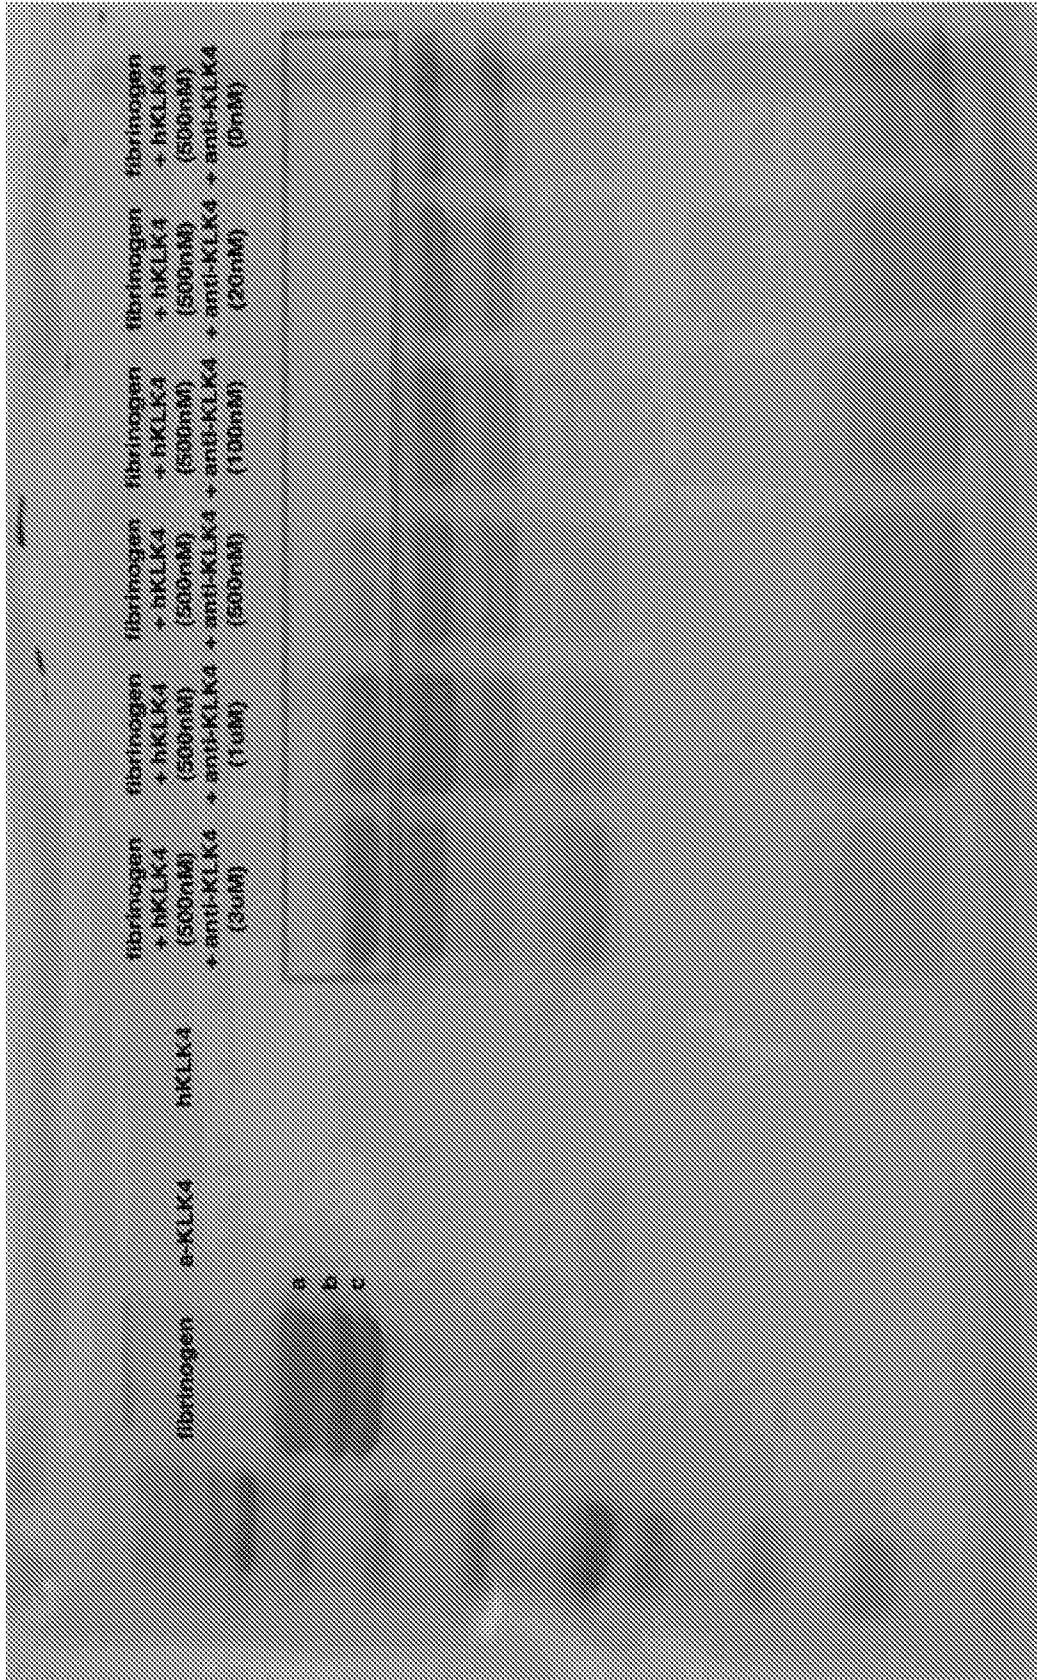 fibrinogen
a
b
c
a-KLK4
hKLK4
fibrinogen
+ hKLK4
(500nM)
+ anti-KLK4
(3uM)
fibrinogen
+ hKLK4
(500nM)
+ anti-KLK4
(1uM)
fibrinogen
+ hKLK4
(500nM)
+ anti-KLK4
(500nM)
fibrinogen
+ hKLK4
(500nM)
+ anti-KLK4
(100nM)
fibrinogen
+ hKLK4
(500nM)
+ anti-KLK4
(20nM)
fibrinogen
+ hKLK4
(500nM)
+ anti-KLK4
(0nM)